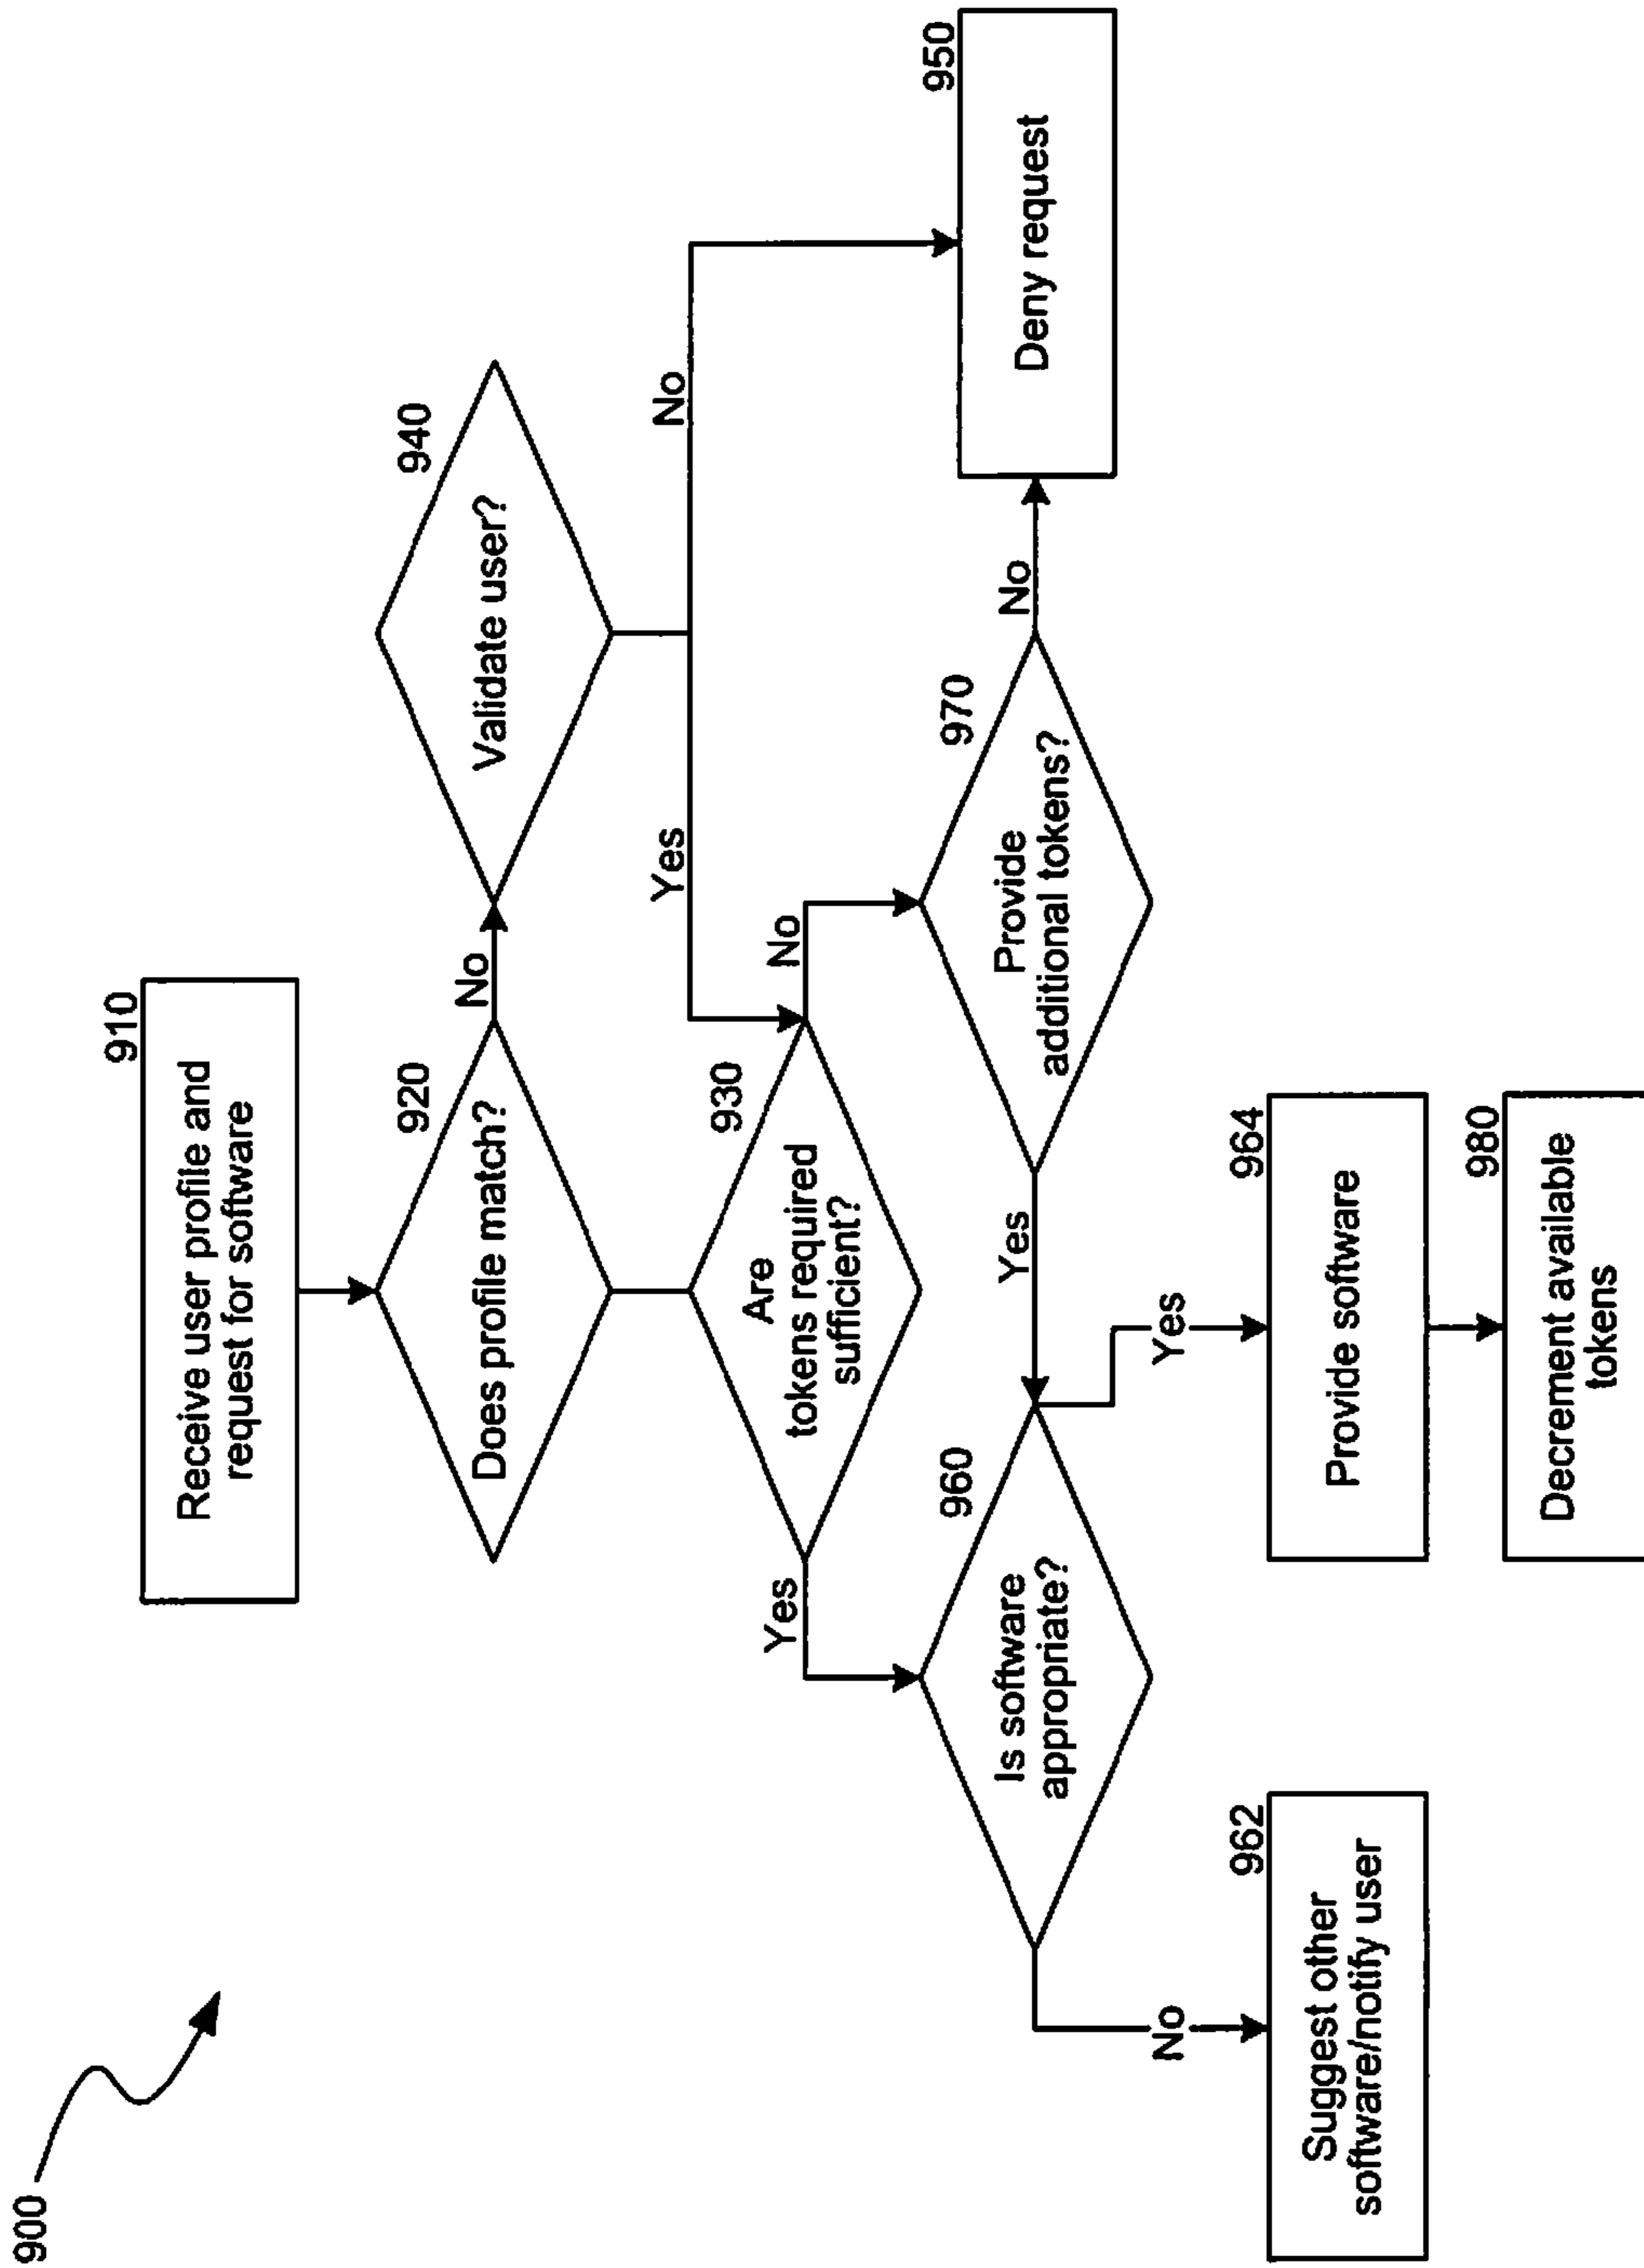 900
910
Receive user profile and
request for software
920
Does profile match?
No
940
Validate user?
930
Are
tokens required
sufficient?
Yes
No
Yes
No
960
Is software
appropriate?
Yes
970
Provide
additional tokens?
No
950
Deny request
No
Yes
962
Suggest other
software/notify user
964
Provide software
980
Decrement available
tokens